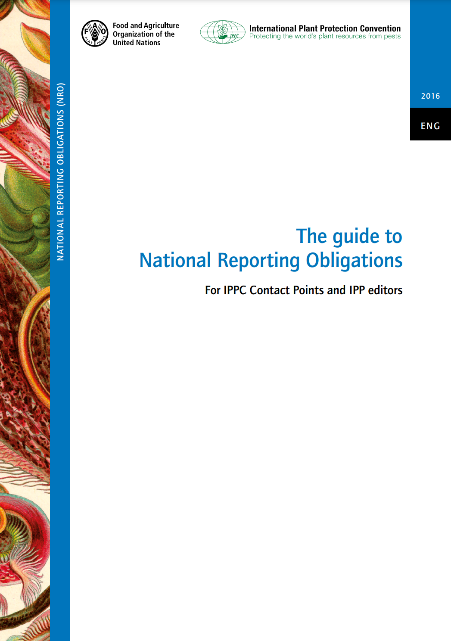 Food and Agriculture
Organization of the
United Nations
International Plant Protection Convention
Protecting the world's plant resources from pests
2016
ENG
NATIONAL REPORTING OBLIGATIONS (NRO)
The guide to
National Reporting Obligations
For IPPC Contact Points and IPP editors